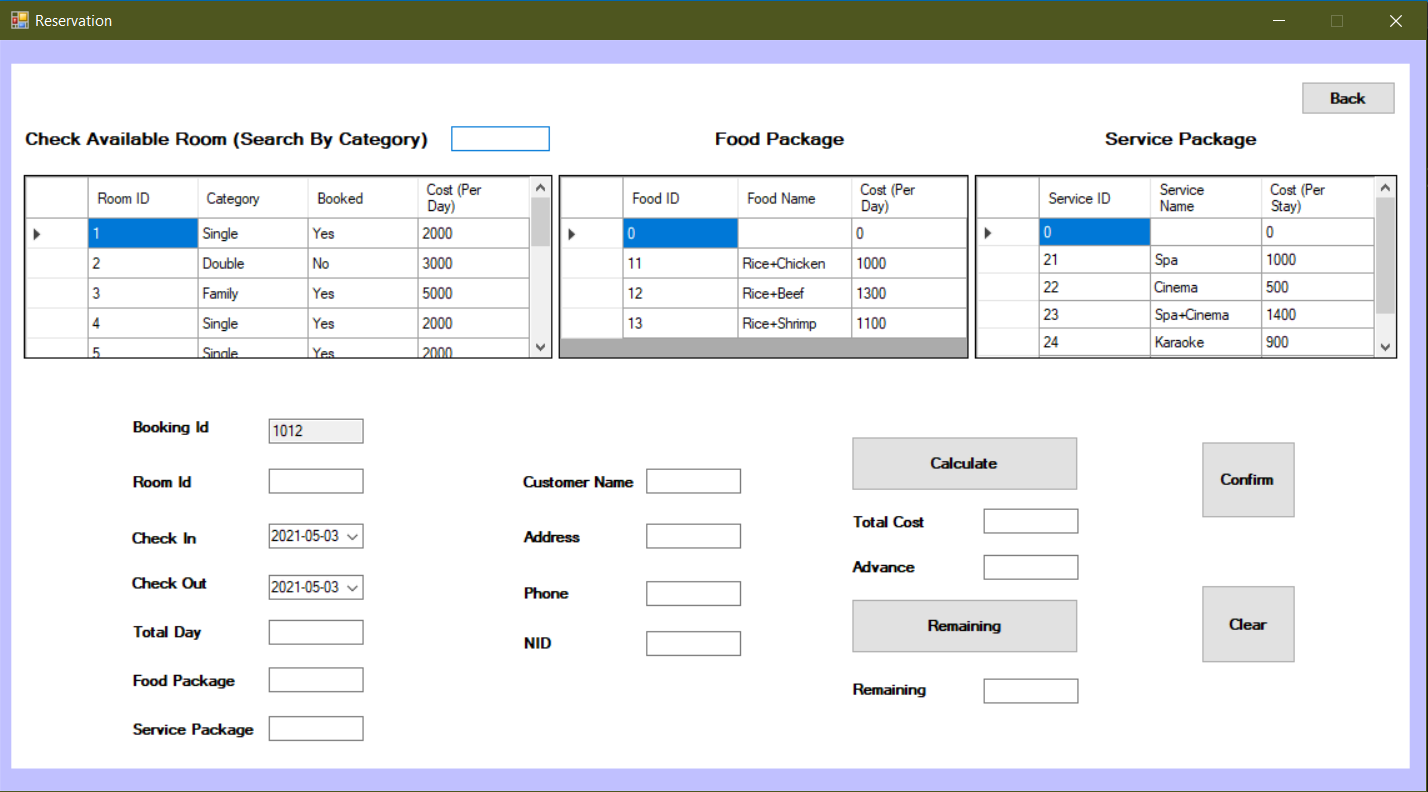 Reservation
Back
Check Available Room (Search By Category) Food Package Service Package
Room ID Category Booked Cost (Per Day)
1 Single Yes 2000
2 Double No 3000
3 Family Yes 5000
4 Single Yes 2000
5 Single Yes 2000
Food ID Food Name Cost (Per Day)
0 0
11 Rice+Chicken 1000
12 Rice+Beef 1300
13 Rice+Shrimp 1100
Service ID Service Name Cost (Per Stay)
0 0
21 Spa 1000
22 Cinema 500
23 Spa+Cinema 1400
24 Karaoke 900
Booking Id 1012
Room Id
Check In 2021-05-03
Check Out 2021-05-03
Total Day
Food Package
Service Package
Customer Name
Address
Phone
NID
Calculate
Total Cost
Advance
Remaining
Remaining
Confirm
Clear